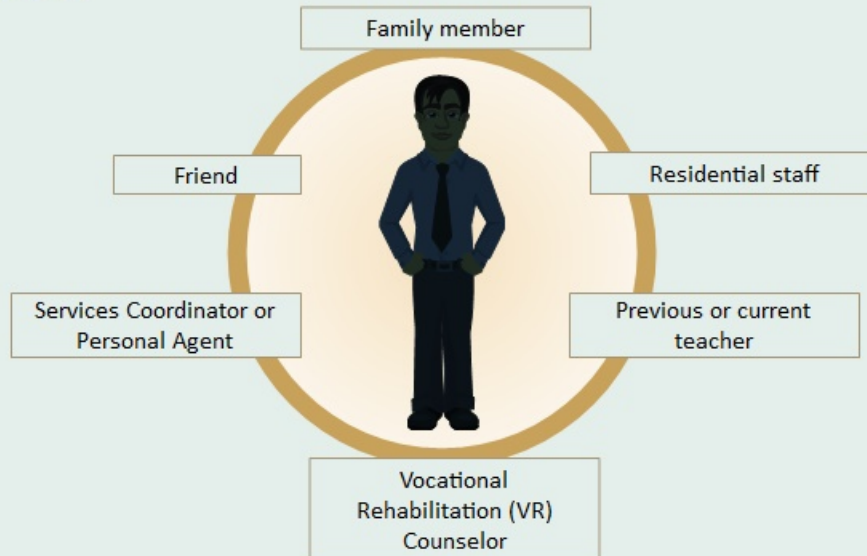 Family member
Friend
Residential staff
Services Coordinator or
Personal Agent
Previous or current
teacher
Vocational
Rehabilitation (VR)
Counselor